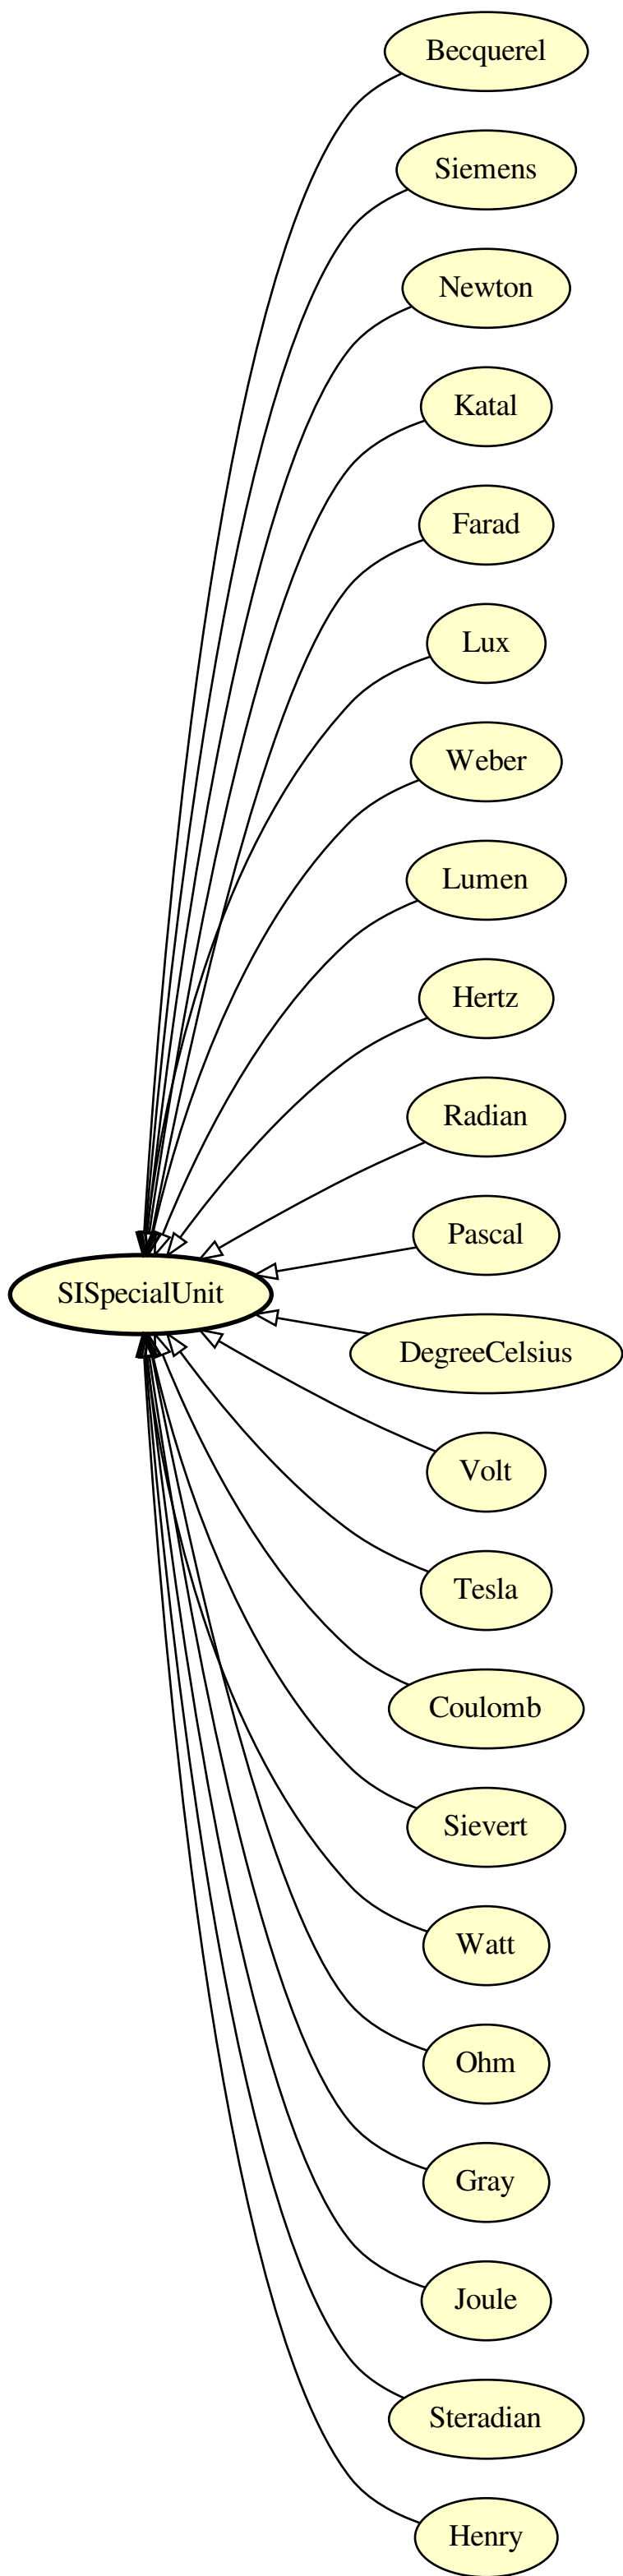 Becquerel
Siemens
Newton
Katal
Farad
Lux
Weber
Lumen
Hertz
Radian
Pascal
SISpecialUnit
DegreeCelsius
Volt
Tesla
Coulomb
Sievert
Watt
Ohm
Gray
Joule
Steradian
Henry